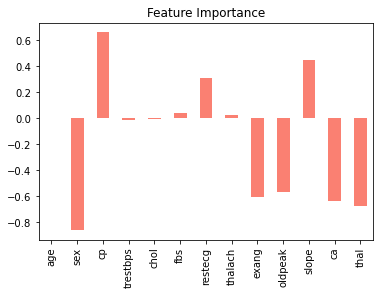 Feature Importance
0.6
0.4
0.2
0.0
−0.2
−0.4
−0.6
−0.8
age
sex
cp
trestbps
chol
fbs
restecg
thalach
exang
oldpeak
slope
ca
thal